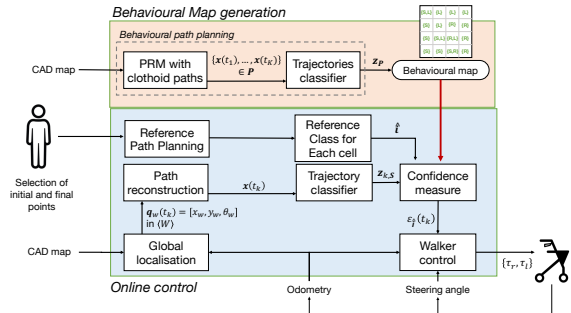 Behavioural Map generation
Behavioural path planning
CAD map
PRM with
clothoid paths
{x(t₁), … , x(t_K)}
∈ P
Trajectories
classifier
z_P
{S,L} {L} {L}
Behavioural map
Selection of
initial and final
points
Reference
Path Planning
Reference
Class for
Each cell
î
Path
reconstruction
x(t_k)
Trajectory
classifier
z_{k,S}
Confidence
measure
q_w(t_k) = [x_w, y_w, θ_w]
in ⟨W⟩
ε_î(t_k)
CAD map
Global
localisation
Walker
control
{τ_r, τ_l}
Online control
Odometry
Steering angle